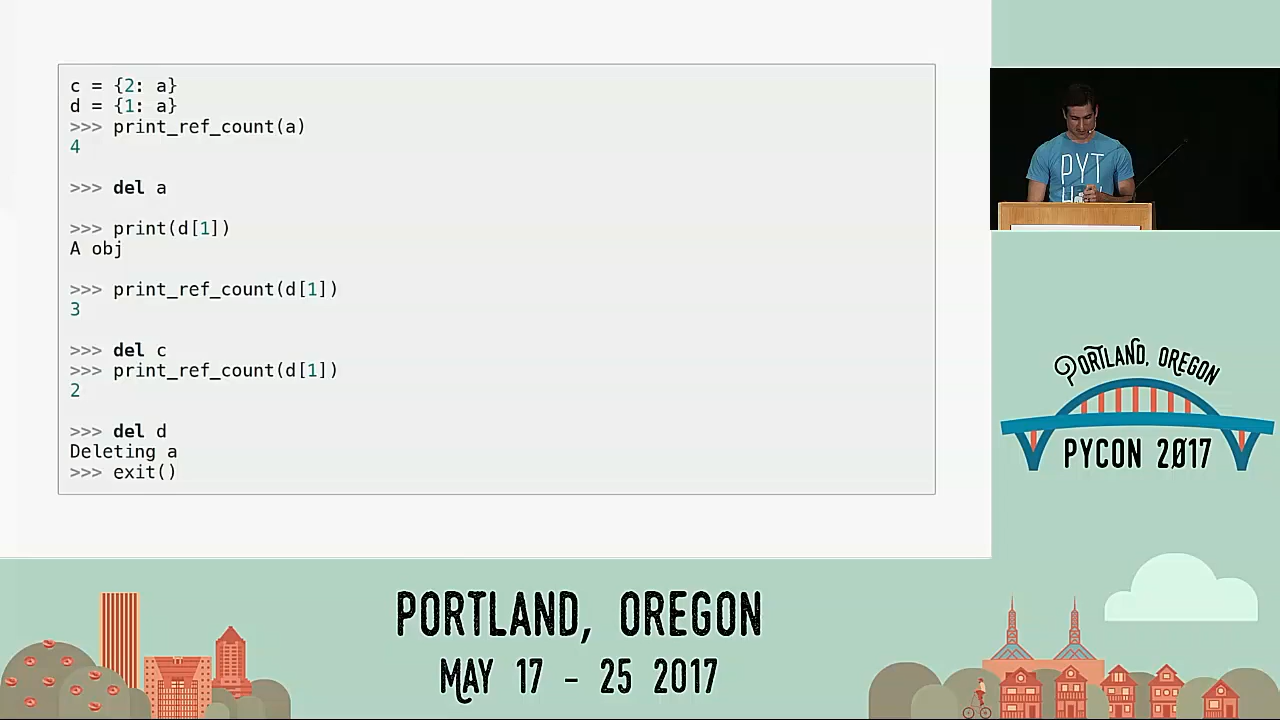 c = {2: a}
d = {1: a}
>>> print_ref_count(a)
4
>>> del a
>>> print(d[1])
A obj
>>> print_ref_count(d[1])
3
>>> del c
>>> print_ref_count(d[1])
2
>>> del d
Deleting a
>>> exit()
PYT
PORTLAND, OREGON
PYCON 2017
PORTLAND, OREGON
MAY 17 - 25 2017